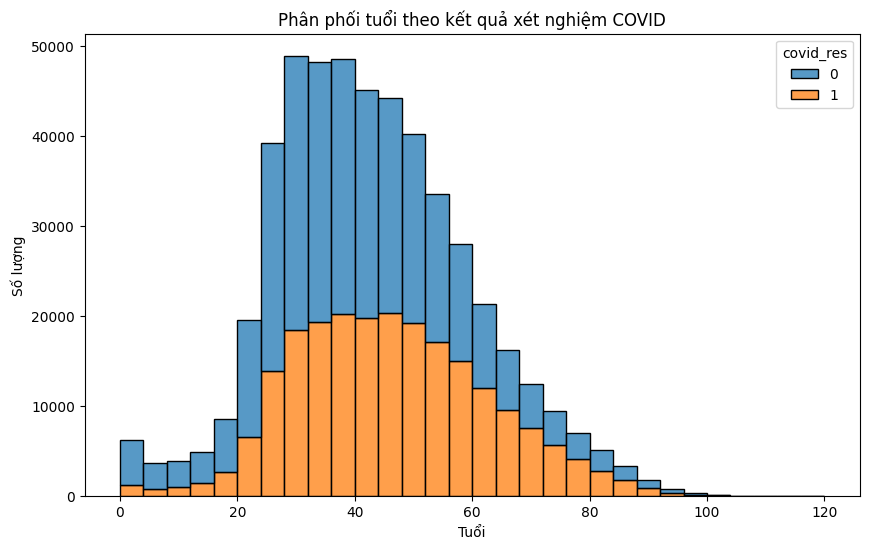 Phân phối tuổi theo kết quả xét nghiệm COVID
covid_res
0
1
50000
40000
30000
20000
10000
0
Số lượng
0 20 40 60 80 100 120
Tuổi